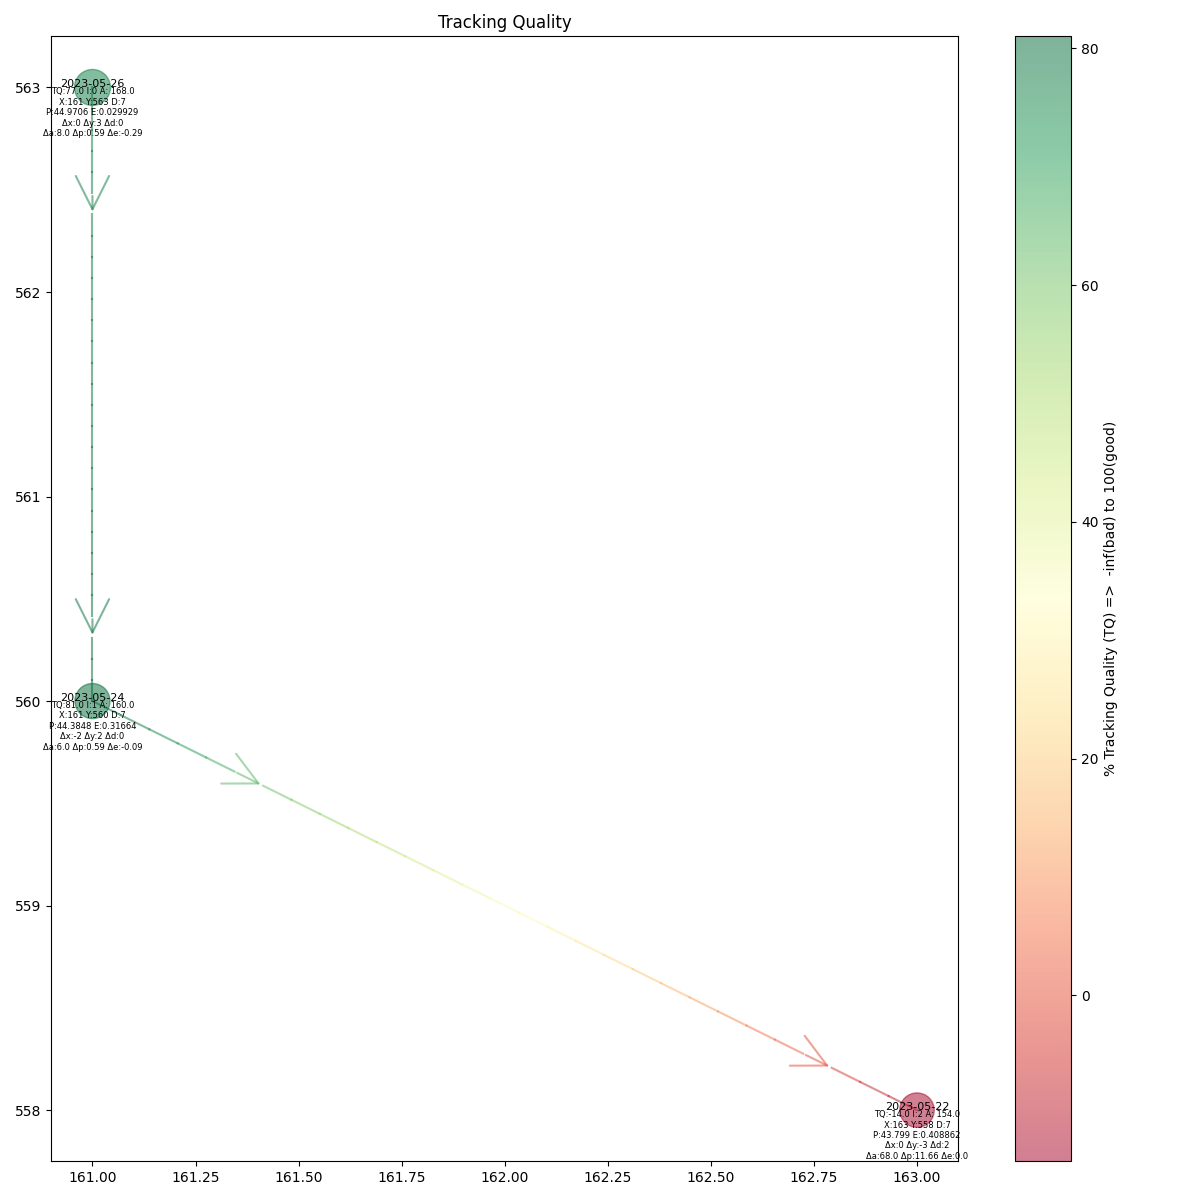 Tracking Quality
2023-05-26
TQ:77.0 I:0 A: 168.0
X:161 Y:563 D:7
P:44.9706 E:0.029929
Δx:0 Δy:3 Δd:0
Δa:8.0 Δp:0.59 Δe:-0.29
2023-05-24
TQ:81.0 I:1 A: 160.0
X:161 Y:560 D:7
P:44.3848 E:0.31664
Δx:-2 Δy:2 Δd:0
Δa:6.0 Δp:0.59 Δe:-0.09
2023-05-22
TQ:-14.0 I:2 A: 154.0
X:163 Y:558 D:7
P:43.799 E:0.408862
Δx:0 Δy:-3 Δd:2
Δa:68.0 Δp:11.66 Δe:0.0
563
562
561
560
559
558
161.00 161.25 161.50 161.75 162.00 162.25 162.50 162.75 163.00
80
60
40
20
0
% Tracking Quality (TQ) => -inf(bad) to 100(good)